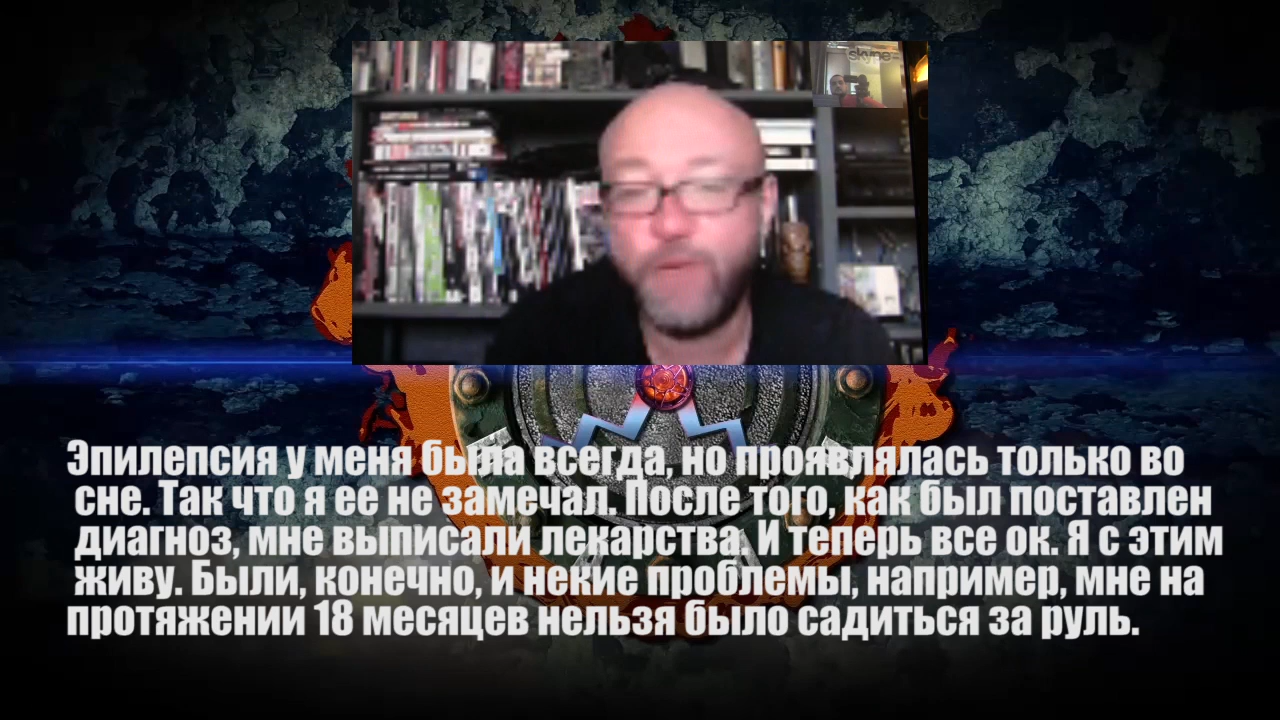 skype
Эпилепсия у меня была всегда, но проявлялась только во
сне. Так что я ее не замечал. После того, как был поставлен
диагноз, мне выписали лекарства. И теперь все ок. Я с этим
живу. Были, конечно, и некие проблемы, например, мне на
протяжении 18 месяцев нельзя было садиться за руль.